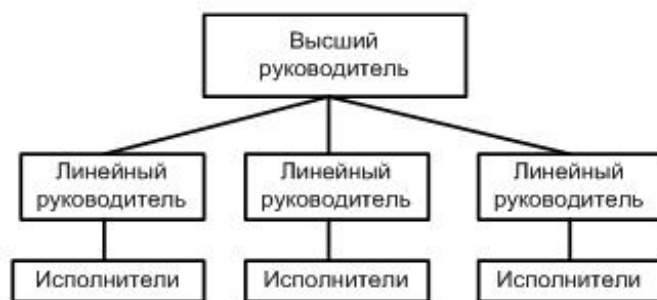 Высший
руководитель
Линейный
руководитель
Линейный
руководитель
Линейный
руководитель
Исполнители
Исполнители
Исполнители